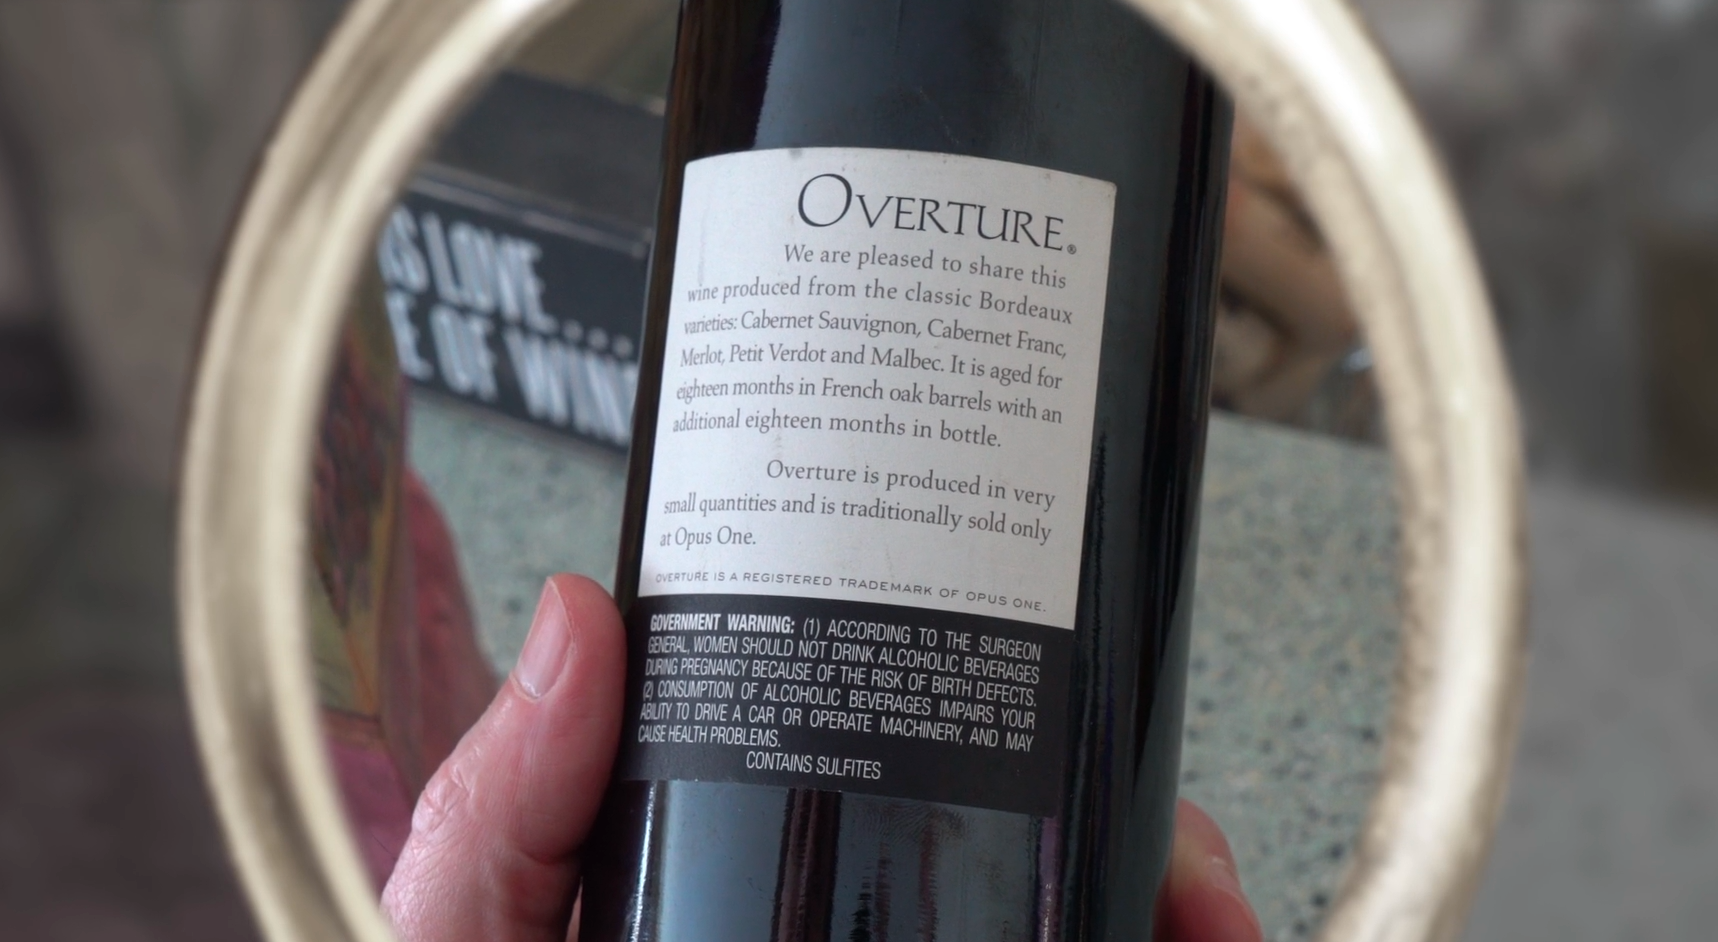 S LOVE...
E OF WINE
OVERTURE®
We are pleased to share this
wine produced from the classic Bordeaux
varieties: Cabernet Sauvignon, Cabernet Franc,
Merlot, Petit Verdot and Malbec. It is aged for
eighteen months in French oak barrels with an
additional eighteen months in bottle.
Overture is produced in very
small quantities and is traditionally sold only
at Opus One.
OVERTURE IS A REGISTERED TRADEMARK OF OPUS ONE.
GOVERNMENT WARNING: (1) ACCORDING TO THE SURGEON
GENERAL, WOMEN SHOULD NOT DRINK ALCOHOLIC BEVERAGES
DURING PREGNANCY BECAUSE OF THE RISK OF BIRTH DEFECTS.
(2) CONSUMPTION OF ALCOHOLIC BEVERAGES IMPAIRS YOUR
ABILITY TO DRIVE A CAR OR OPERATE MACHINERY, AND MAY
CAUSE HEALTH PROBLEMS.
CONTAINS SULFITES